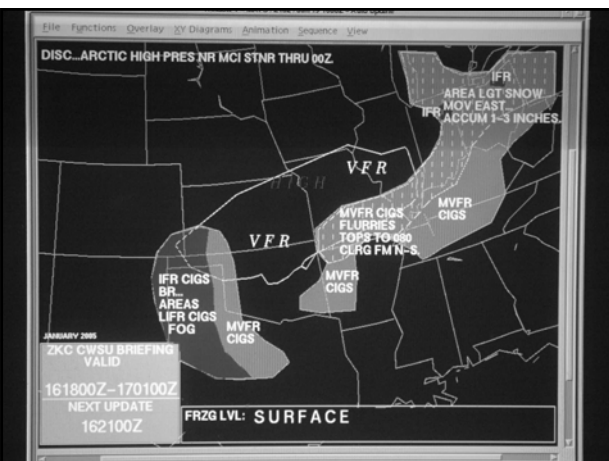 File Functions Overlay XY Diagrams Animation Sequence View
DISC...ARCTIC HIGH PRES NR MCI STNR THRU 00Z.
IFR
AREA LGT SNOW
IFR MOV EAST...
ACCUM 1-3 INCHES.
VFR
HIGH
MVFR
CIGS
MVFR CIGS
FLURRIES
TOPS TO 080
CLRG FM N-S.
VFR
MVFR
CIGS
IFR CIGS
BR...
AREAS
LIFR CIGS
FOG
MVFR
CIGS
JANUARY 2005
ZKC CWSU BRIEFING
VALID
161800Z-170100Z
NEXT UPDATE
162100Z
FRZG LVL: SURFACE